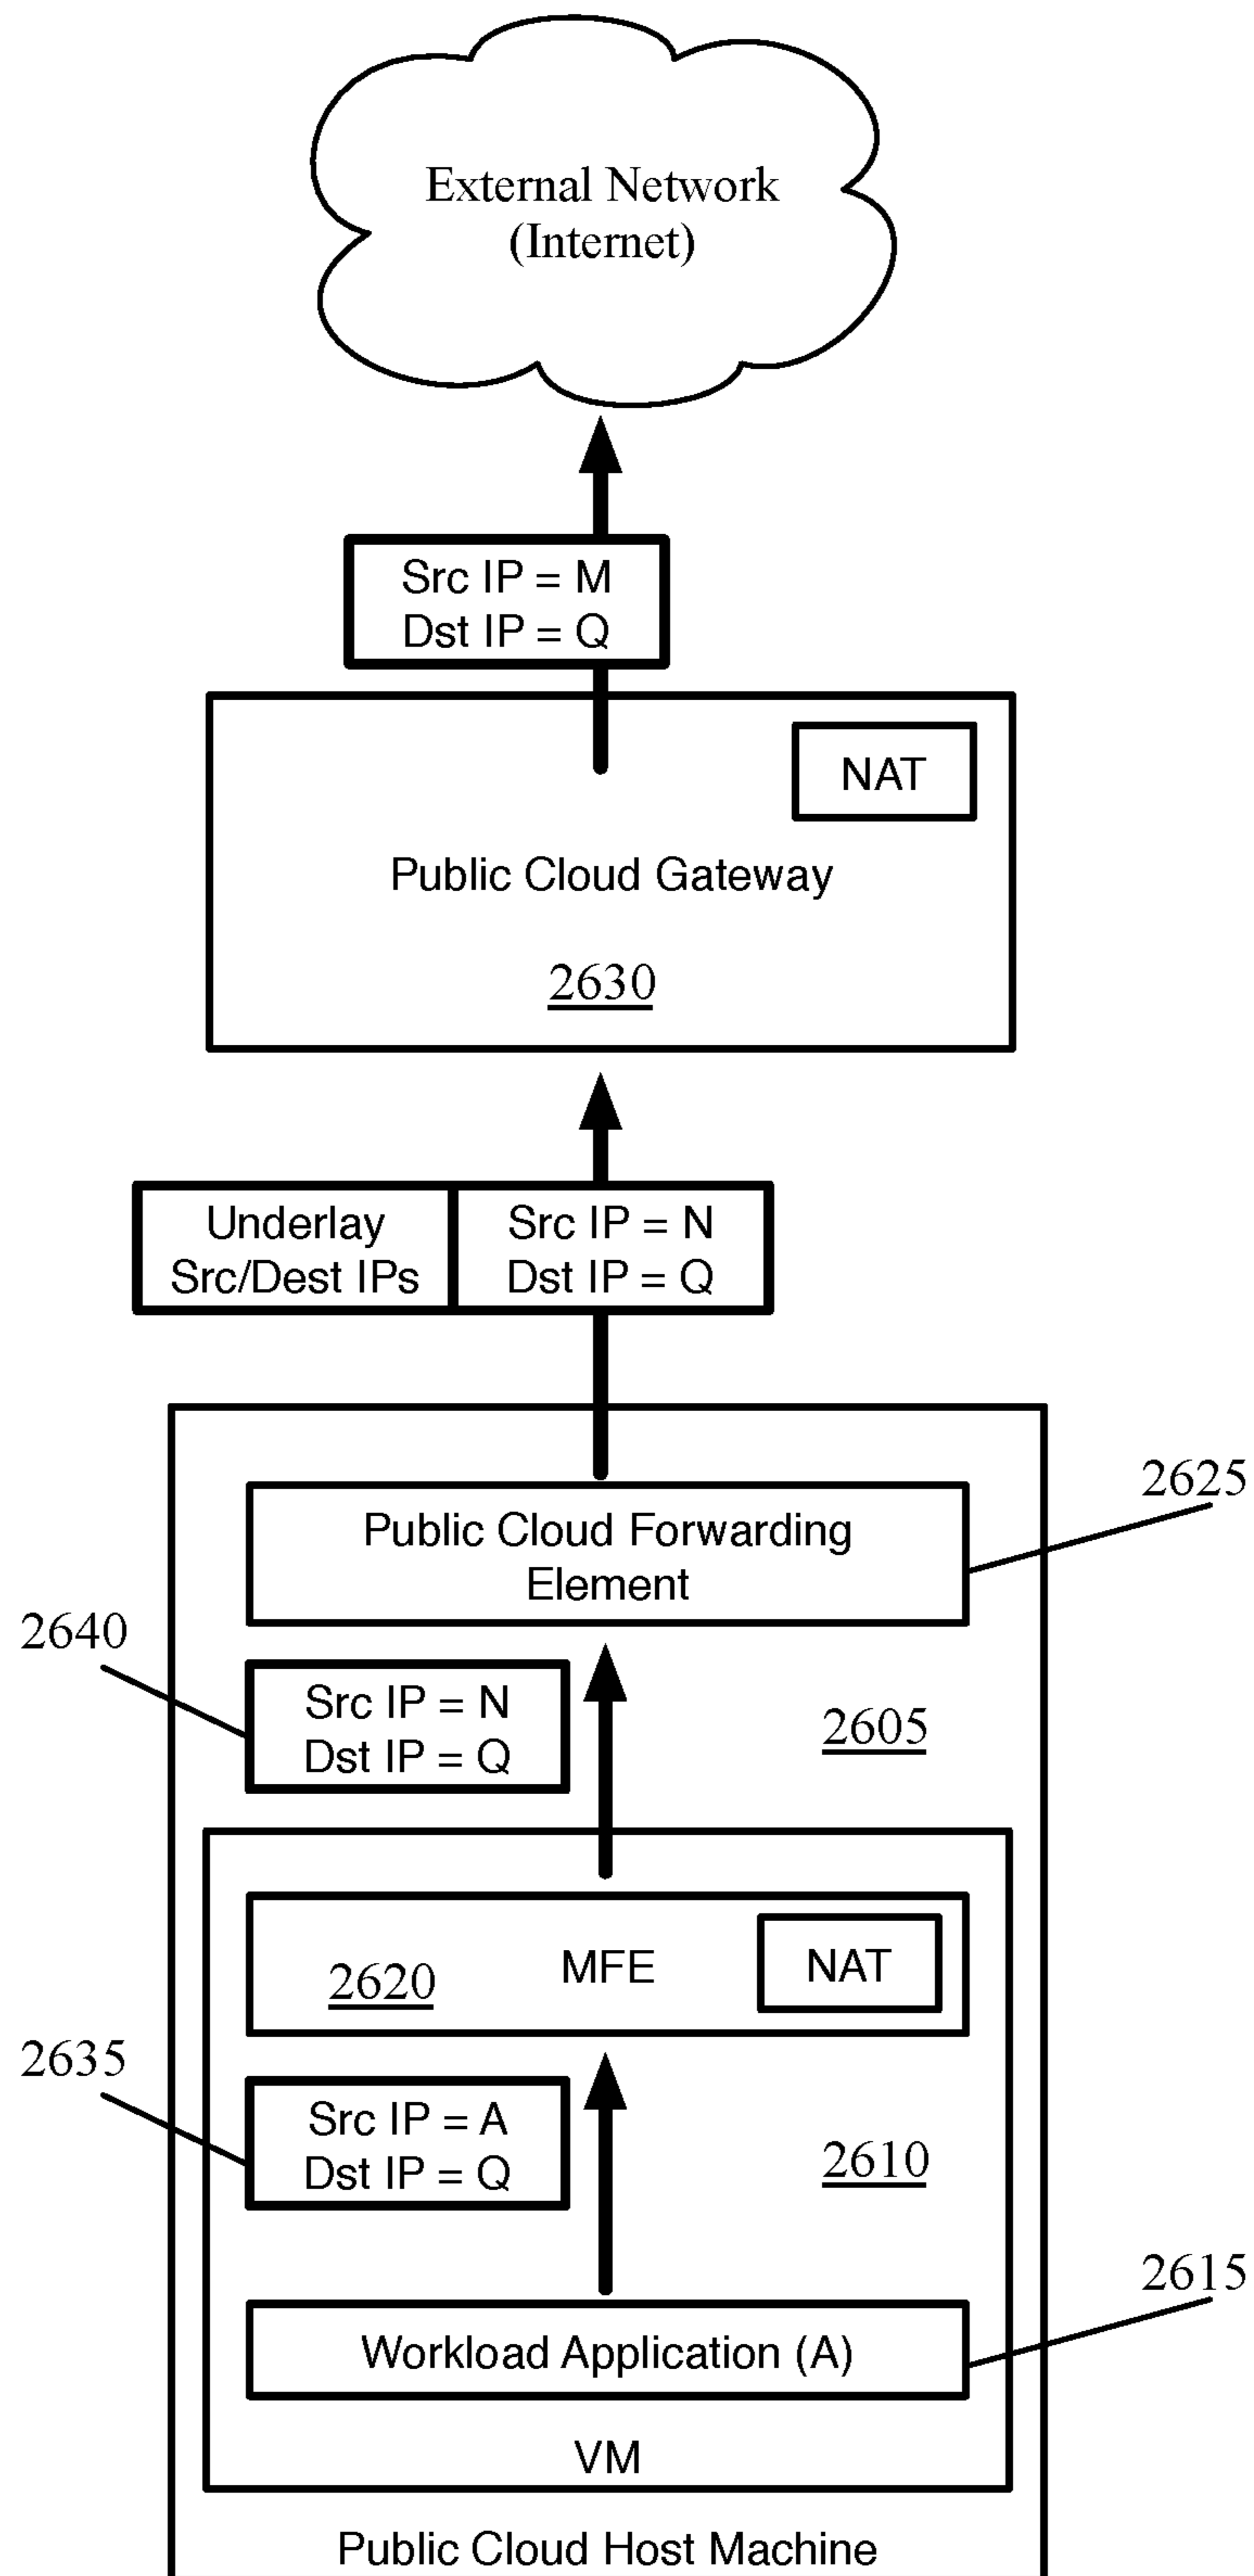 External Network
(Internet)
Src IP = M
Dst IP = Q
NAT
Public Cloud Gateway
2630
Underlay
Src/Dest IPs
Src IP = N
Dst IP = Q
2625
Public Cloud Forwarding
Element
2640
Src IP = N
Dst IP = Q
2605
2620
MFE
NAT
2635
Src IP = A
Dst IP = Q
2610
2615
Workload Application (A)
VM
Public Cloud Host Machine